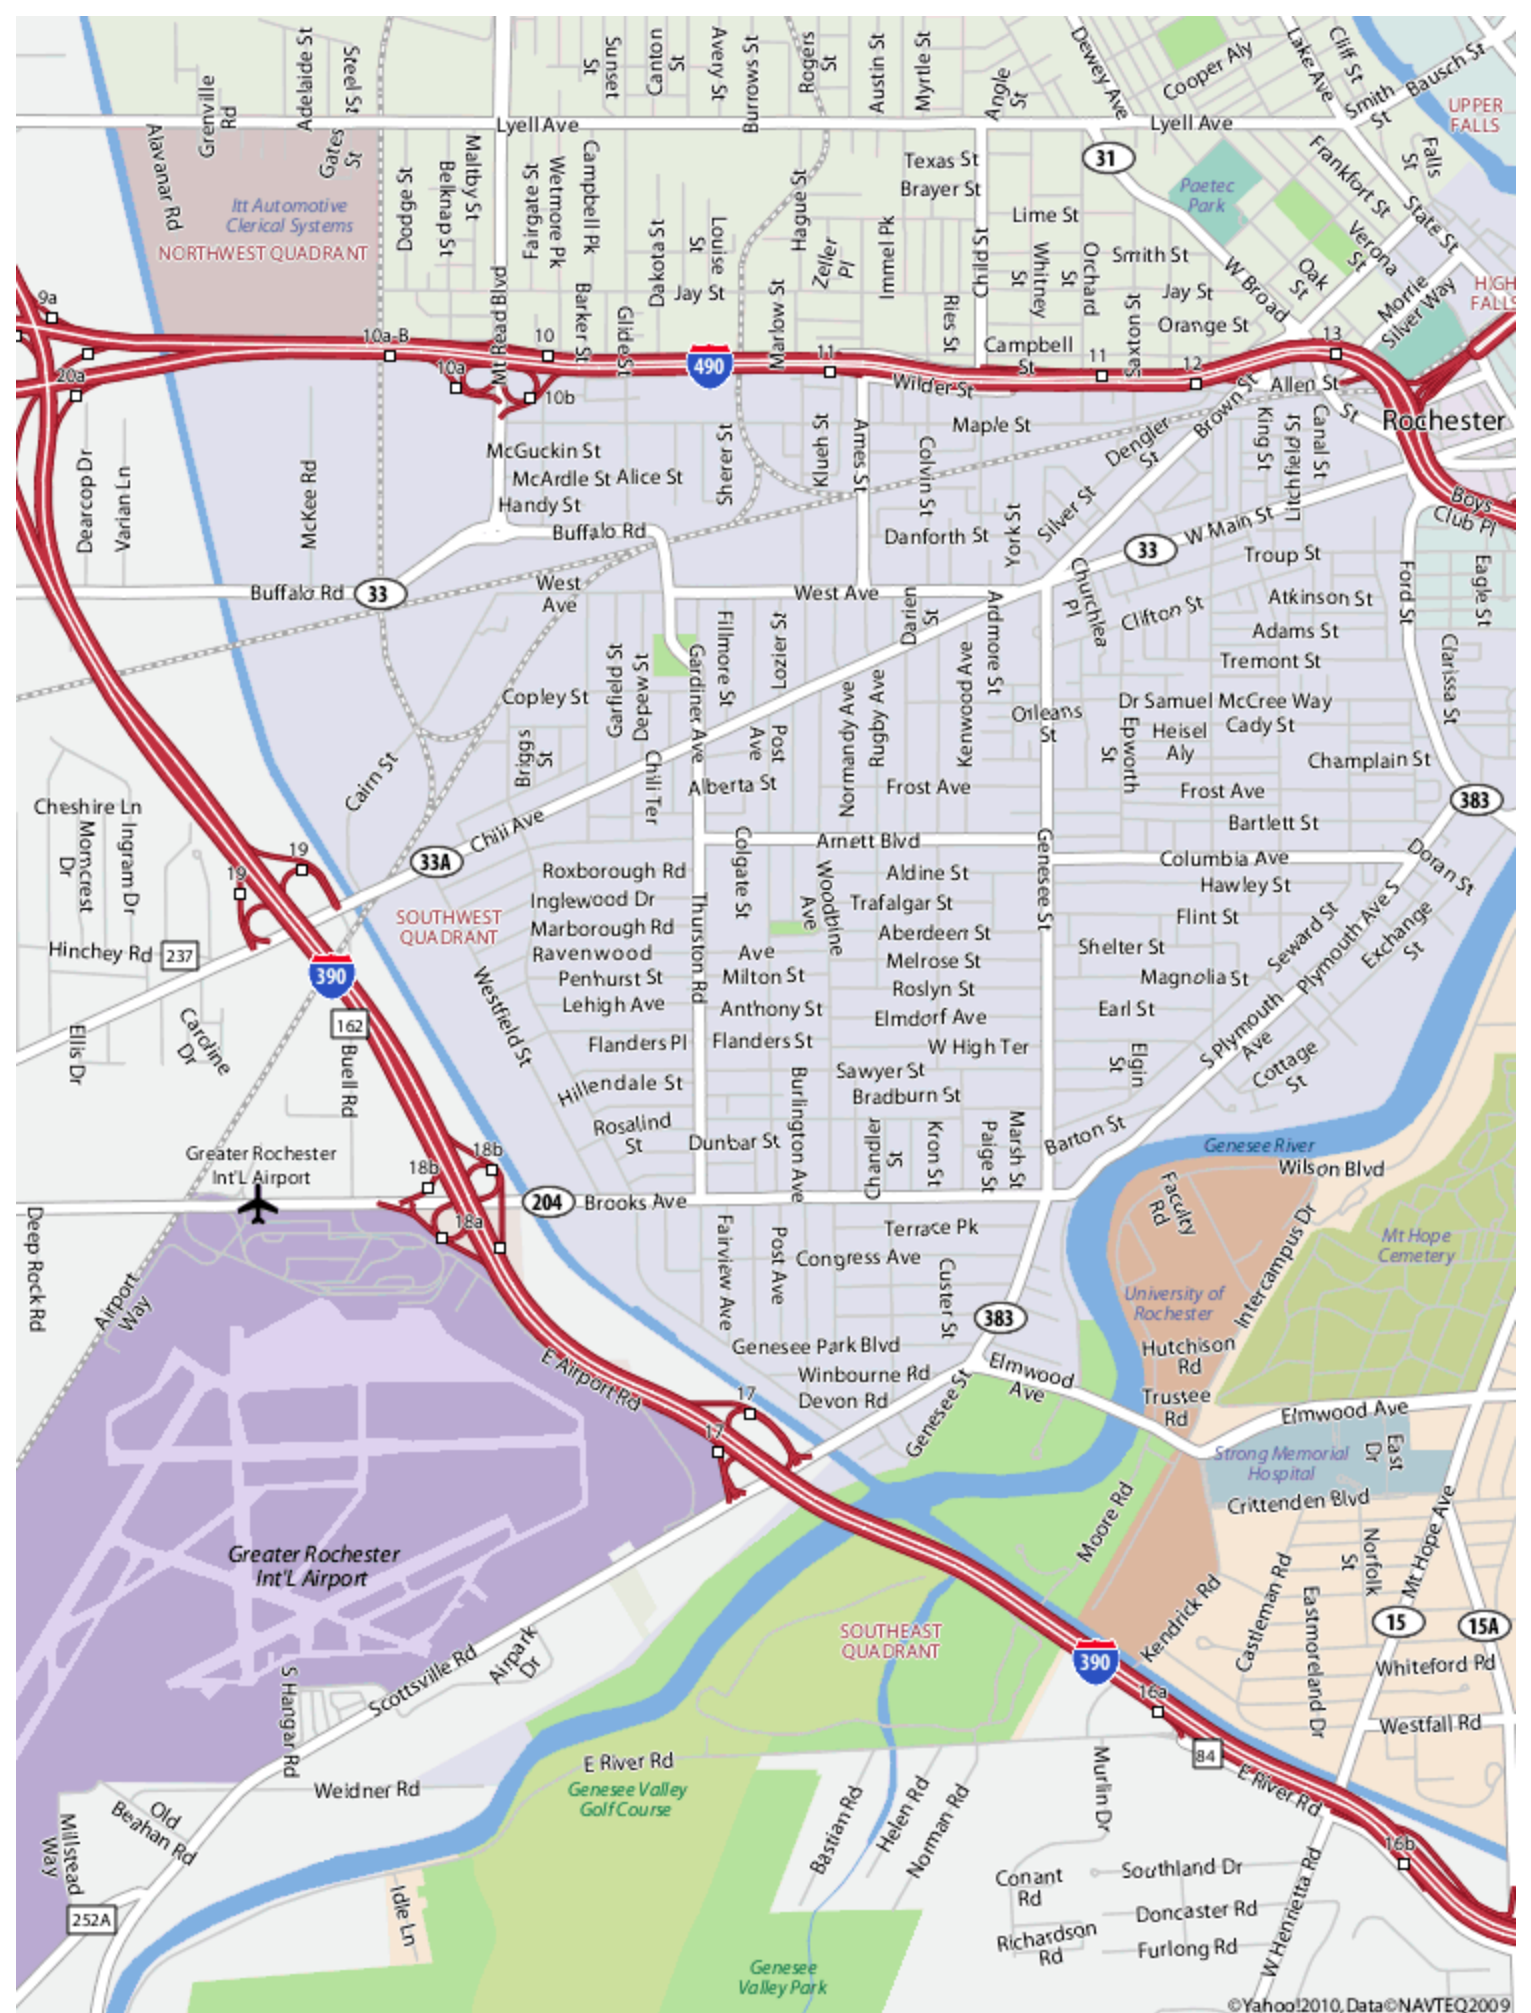 Adelaide St
Steel St
Grenville Rd
Gates St
Alavanar Rd
Sunset St
Canton St
Avery St
Burrows St
Rogers St
Austin St
Myrtle St
Angle St
Dewey Ave
Cooper Aly
Lake Ave
Cliff St
Smith St
Bausch St
UPPER FALLS
Lyell Ave
Lyell Ave
31
Falls St
Frankfort St
State St
Verona St
Oak St
Morrie Silver Way
HIGH FALLS
Paetec Park
Itt Automotive
Clerical Systems
NORTHWEST QUADRANT
Dodge St
Belknap St
Maltby St
Fairgate St
Wetmore Pk
Campbell Pk
Dakota St
Louise St
Hague St
Zeller Pl
Immel Pk
Texas St
Brayer St
Lime St
Child St
Whitney St
Orchard St
Smith St
Jay St
Jay St
Saxton St
Orange St
W Broad
Mt Read Blvd
Barker St
Glide St
Marlow St
Ries St
Campbell St
9a
20a
10a-B
10a
10
10b
490
11
11
12
13
Wilder St
Brown St
Allen St
Rochester
Dearcop Dr
Varian Ln
McKee Rd
McGuckin St
McArdle St
Alice St
Handy St
Sherer St
Klueh St
Ames St
Colvin St
Maple St
Dengler St
King St
Litchfield St
Canal St
St
Boys Club Pl
Silver St
York St
Danforth St
Buffalo Rd
W Main St
33
Troup St
Ford St
Eagle St
Buffalo Rd
33
West Ave
West Ave
Darien St
Ardmore St
Churchlea Pl
Clifton St
Atkinson St
Adams St
Tremont St
Clarissa St
Garfield St
Depew St
Gardiner Ave
Fillmore St
Lozier St
Copley St
Briggs St
Chili Ter
Post Ave
Normandy Ave
Rugby Ave
Kenwood Ave
Orleans St
Dr Samuel McCree Way
Epworth St
Heisel Aly
Cady St
Champlain St
Cairn St
Alberta St
Frost Ave
Frost Ave
383
Cheshire Ln
Morncrest Dr
Ingram Dr
Chili Ave
33A
Arnett Blvd
Bartlett St
Columbia Ave
Doran St
19
19
Hinchey Rd
237
SOUTHWEST
QUADRANT
Roxborough Rd
Inglewood Dr
Marborough Rd
Ravenwood
Ave
Penhurst St
Lehigh Ave
Thurston Rd
Colgate St
Woodbine Ave
Milton St
Anthony St
Aldine St
Trafalgar St
Aberdeen St
Melrose St
Roslyn St
Elmdorf Ave
Genesee St
Hawley St
Flint St
Shelter St
Magnolia St
Earl St
Seward St
Plymouth Ave S
Exchange St
390
162
Ellis Dr
Caroline Dr
Buell Rd
Westfield St
Flanders Pl
Flanders St
W High Ter
Hillendale St
Burlington Ave
Sawyer St
Bradburn St
Elgin St
S Plymouth Ave
Cottage St
Rosalind St
Dunbar St
Chandler St
Kron St
Paige St
Marsh St
Barton St
Genesee River
Wilson Blvd
Greater Rochester
Int'L Airport
18b
18b
18a
204
Brooks Ave
Faculty Rd
Intercampus Dr
Mt Hope
Cemetery
Deep Rock Rd
Airport Way
Fairview Ave
Post Ave
Terrace Pk
Congress Ave
Custer St
University of
Rochester
383
Genesee Park Blvd
Winbourne Rd
Devon Rd
Hutchison Rd
Elmwood Ave
Trustee Rd
Elmwood Ave
E Airport Rd
17
17
Genesee St
East Dr
Strong Memorial
Hospital
Crittenden Blvd
Moore Rd
Mt Hope Ave
Norfolk St
Greater Rochester
Int'L Airport
Castleman Rd
Kendrick Rd
Eastmoreland Dr
15
15A
SOUTHEAST
QUADRANT
390
Airpark Dr
Scottsville Rd
S Hangar Rd
Whiteford Rd
16a
Westfall Rd
84
E River Rd
E River Rd
Genesee Valley
Golf Course
Weidner Rd
Old Beahan Rd
Millstead Way
Bastian Rd
Helen Rd
Norman Rd
Murlin Dr
16b
Conant Rd
Southland Dr
Idle Ln
252A
Doncaster Rd
Richardson Rd
Furlong Rd
W Henrietta Rd
Genesee
Valley Park
©Yahoo!2010, Data©NAVTEQ2009